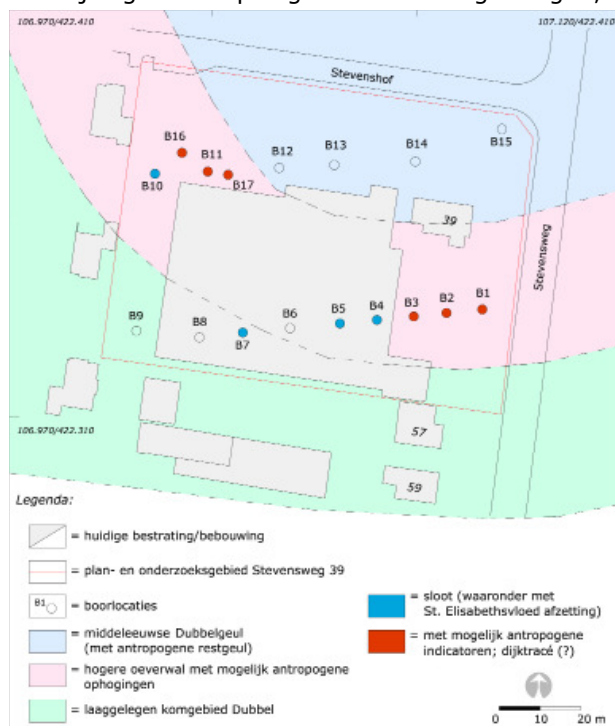 106.970/422.410
107.120/422.410
Stevenshof
B16
B11
B12
B13
B14
B15
B10
B17
39
Stevensweg
B9
B8
B7
B6
B5
B4
B3
B2
B1
106.970/422.310
57
59
Legenda:
= huidige bestrating/bebouwing
= plan- en onderzoeksgebied Stevensweg 39
B1 = boorlocaties
= middeleeuwse Dubbelgeul
(met antropogene restgeul)
= hogere oeverwal met mogelijk antropogene
ophogingen
= laaggelegen komgebied Dubbel
= sloot (waaronder met
St. Elisabethsvloed afzetting)
= met mogelijk antropogene
indicatoren; dijktracé (?)
0 10 20 m